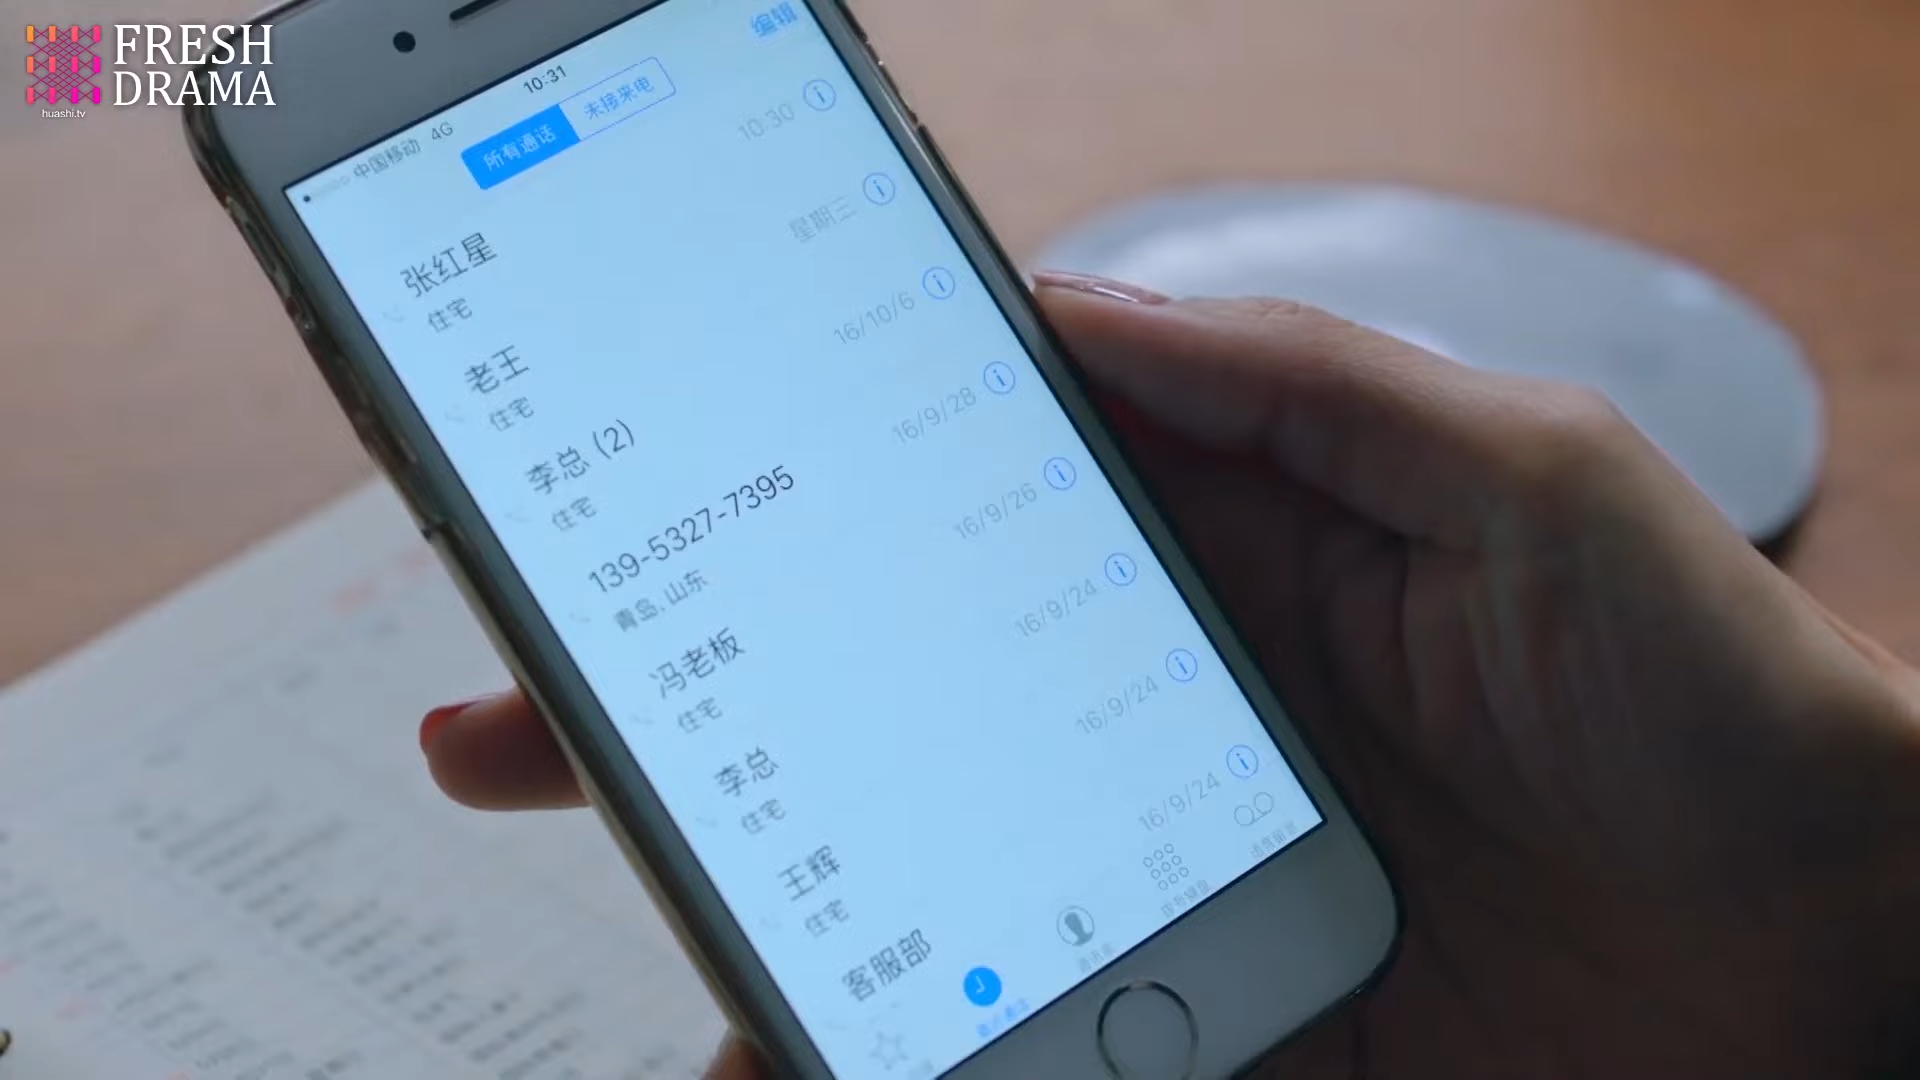 FRESH
DRAMA
huashi.tv
中国移动 4G
10:31
编辑
所有通话
未接来电
张红星
住宅
10:30
老王
住宅
星期三
李总 (2)
住宅
16/10/6
139-5327-7395
青岛, 山东
16/9/28
冯老板
住宅
16/9/26
李总
住宅
16/9/24
王辉
住宅
16/9/24
客服部
16/9/24